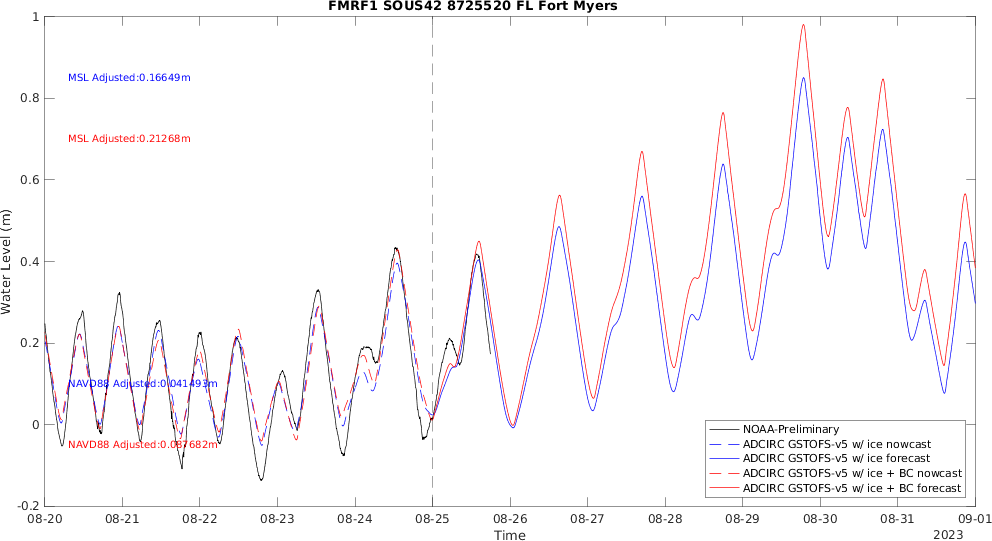 FMRF1 SOUS42 8725520 FL Fort Myers
1
0.8
0.6
0.4
0.2
0
-0.2
Water Level (m)
MSL Adjusted:0.16649m
MSL Adjusted:0.21268m
NAVD88 Adjusted:0.041493m
NAVD88 Adjusted:0.087682m
NOAA-Preliminary
ADCIRC GSTOFS-v5 w/ ice nowcast
ADCIRC GSTOFS-v5 w/ ice forecast
ADCIRC GSTOFS-v5 w/ ice + BC nowcast
ADCIRC GSTOFS-v5 w/ ice + BC forecast
08-20 08-21 08-22 08-23 08-24 08-25 08-26 08-27 08-28 08-29 08-30 08-31 09-01
Time
2023